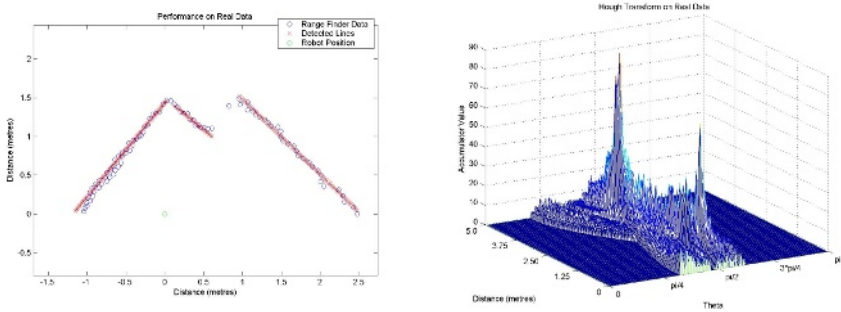 Performance on Real Data
Range Finder Data
Detected Lines
Robot Position
2
1.5
1
0.5
0
-0.5
Distance (metres)
-1.5
-1
-0.5
0
0.5
1
1.5
2
2.5
Distance (metres)
Hough Transform on Real Data
90
80
70
60
50
40
30
20
10
0
Accumulator Value
5.0
3.75
2.50
1.25
0
Distance (metres)
0
pi/4
pi/2
3*pi/4
pi
Theta